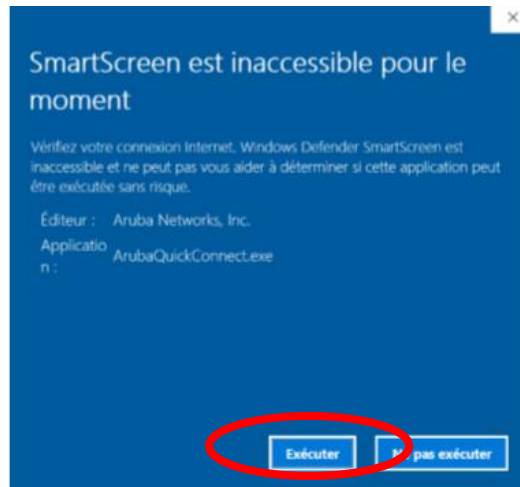 SmartScreen est inaccessible pour le
moment
Vérifiez votre connexion Internet. Windows Defender SmartScreen est
inaccessible et ne peut pas vous aider à déterminer si cette application peut
être exécutée sans risque.
Éditeur : Aruba Networks, Inc.
Applicatio
n : ArubaQuickConnect.exe
Exécuter Ne pas exécuter